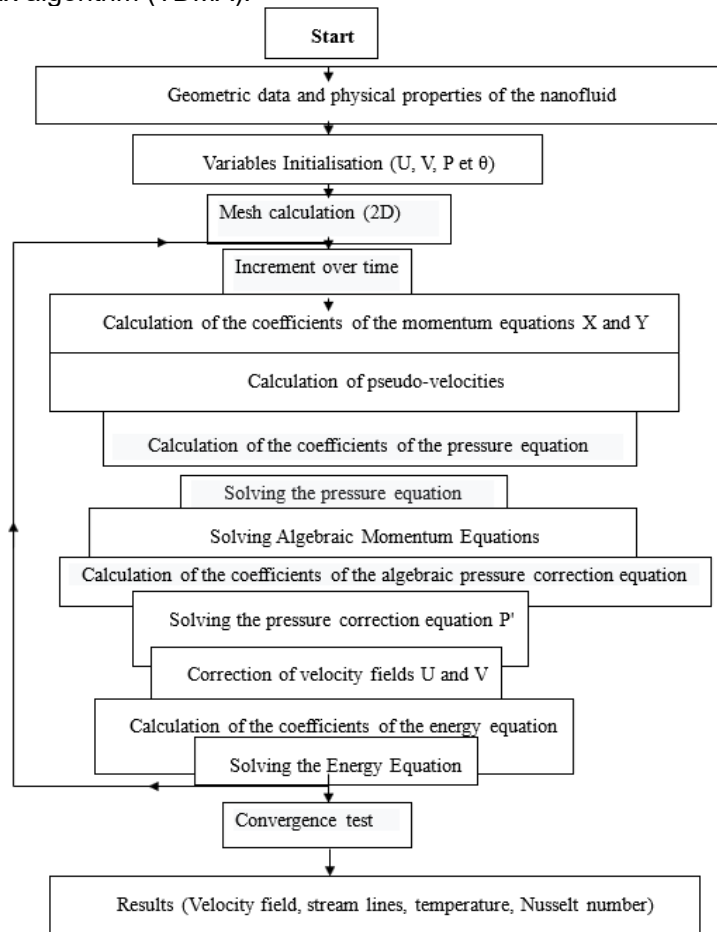 Start
Geometric data and physical properties of the nanofluid
Variables Initialisation (U, V, P et θ)
Mesh calculation (2D)
Increment over time
Calculation of the coefficients of the momentum equations X and Y
Calculation of pseudo-velocities
Calculation of the coefficients of the pressure equation
Solving the pressure equation
Solving Algebraic Momentum Equations
Calculation of the coefficients of the algebraic pressure correction equation
Solving the pressure correction equation P'
Correction of velocity fields U and V
Calculation of the coefficients of the energy equation
Solving the Energy Equation
Convergence test
Results (Velocity field, stream lines, temperature, Nusselt number)